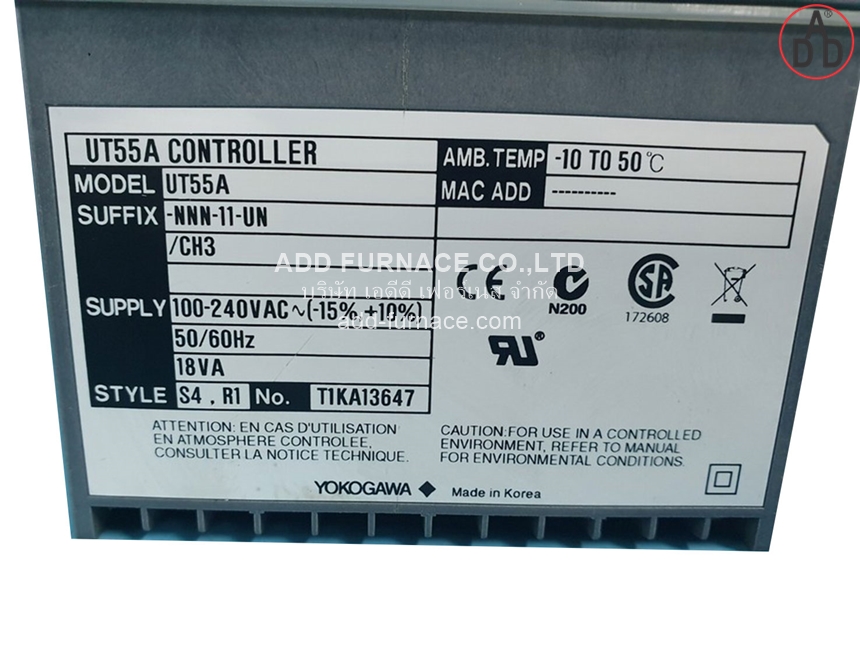 ADD
UT55A CONTROLLER
MODEL UT55A
SUFFIX -NNN-11-UN
/CH3
SUPPLY 100-240VAC~(-15% +10%)
50/60Hz
18VA
STYLE S4 , R1 No. T1KA13647
AMB. TEMP -10 TO 50℃
MAC ADD ----------
ADD FURNACE CO.,LTD
บริษัท เอดีดี เฟอร์เนส จำกัด
add-furnace.com
CE
N200
SA
172608
RU®
ATTENTION: EN CAS D'UTILISATION
EN ATMOSPHERE CONTROLEE,
CONSULTER LA NOTICE TECHNIQUE.
CAUTION:FOR USE IN A CONTROLLED
ENVIRONMENT, REFER TO MANUAL
FOR ENVIRONMENTAL CONDITIONS.
YOKOGAWA ◆ Made in Korea